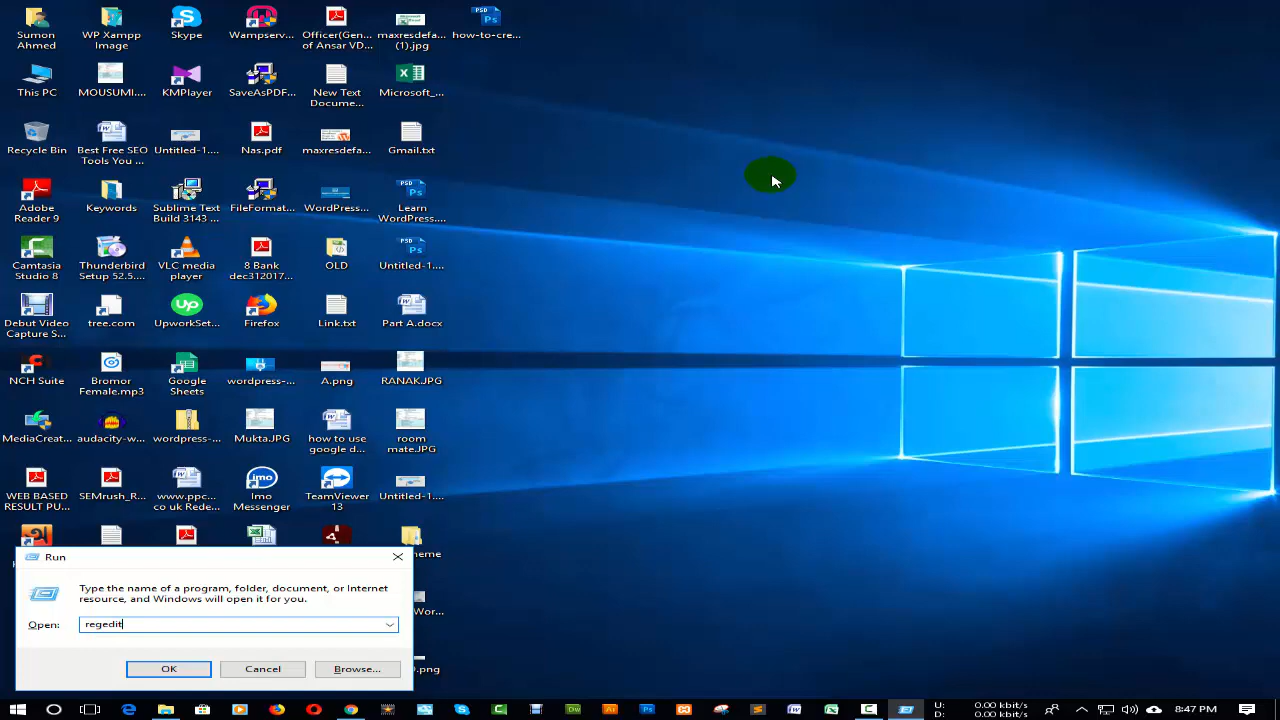 Sumon
Ahmed
WP Xampp
Image
Skype
Wampserv...
Officer(Gen...
of Ansar VD...
maxresdefa...
(1).jpg
how-to-cre...
This PC
MOUSUMI....
KMPlayer
SaveAsPDF...
New Text
Docume...
Microsoft_...
Recycle Bin
Best Free SEO
Tools You ...
Untitled-1....
Nas.pdf
maxresdefa...
Gmail.txt
Adobe
Reader 9
Keywords
Sublime Text
Build 3143 ...
FileFormat...
WordPress...
Learn
WordPress....
Camtasia
Studio 8
Thunderbird
Setup 52.5....
VLC media
player
8 Bank
dec312017...
OLD
Untitled-1....
Debut Video
Capture S...
tree.com
UpworkSet...
Firefox
Link.txt
Part A.docx
NCH Suite
Bromor
Female.mp3
Google
Sheets
wordpress-...
A.png
RANAK.JPG
MediaCreat...
audacity-w...
wordpress-...
Mukta.JPG
how to use
google d...
room
mate.JPG
WEB BASED
RESULT PU...
SEMrush_R...
www.ppc...
co uk Rede...
Imo
Messenger
TeamViewer
13
Untitled-1....
Run
Type the name of a program, folder, document, or Internet
resource, and Windows will open it for you.
Open: regedit
OK Cancel Browse...
U: 0.00 kbit/s
D: 0.00 kbit/s
8:47 PM